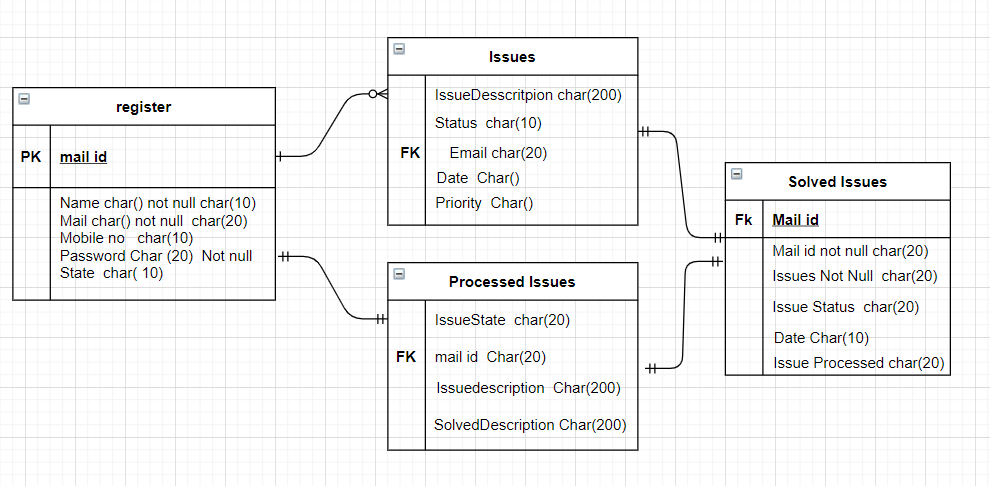 register
PK mail id
Name char() not null char(10)
Mail char() not null  char(20)
Mobile no   char(10)
Password Char (20)  Not null
State  char( 10)
Issues
IssueDesscritpion char(200)
Status  char(10)
FK Email char(20)
Date  Char()
Priority  Char()
Processed Issues
IssueState  char(20)
FK mail id  Char(20)
Issuedescription  Char(200)
SolvedDescription Char(200)
Solved Issues
Fk Mail id
Mail id not null char(20)
Issues Not Null  char(20)
Issue Status  char(20)
Date Char(10)
Issue Processed char(20)